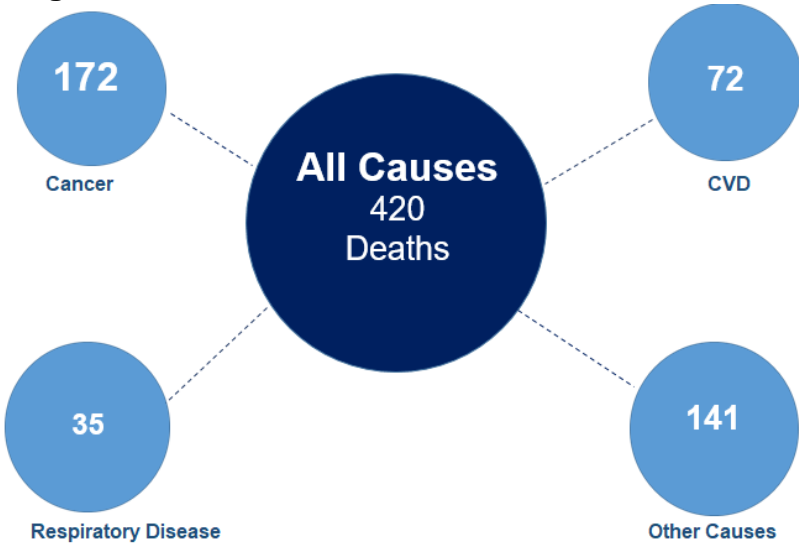 172
Cancer
72
CVD
All Causes
420
Deaths
35
Respiratory Disease
141
Other Causes